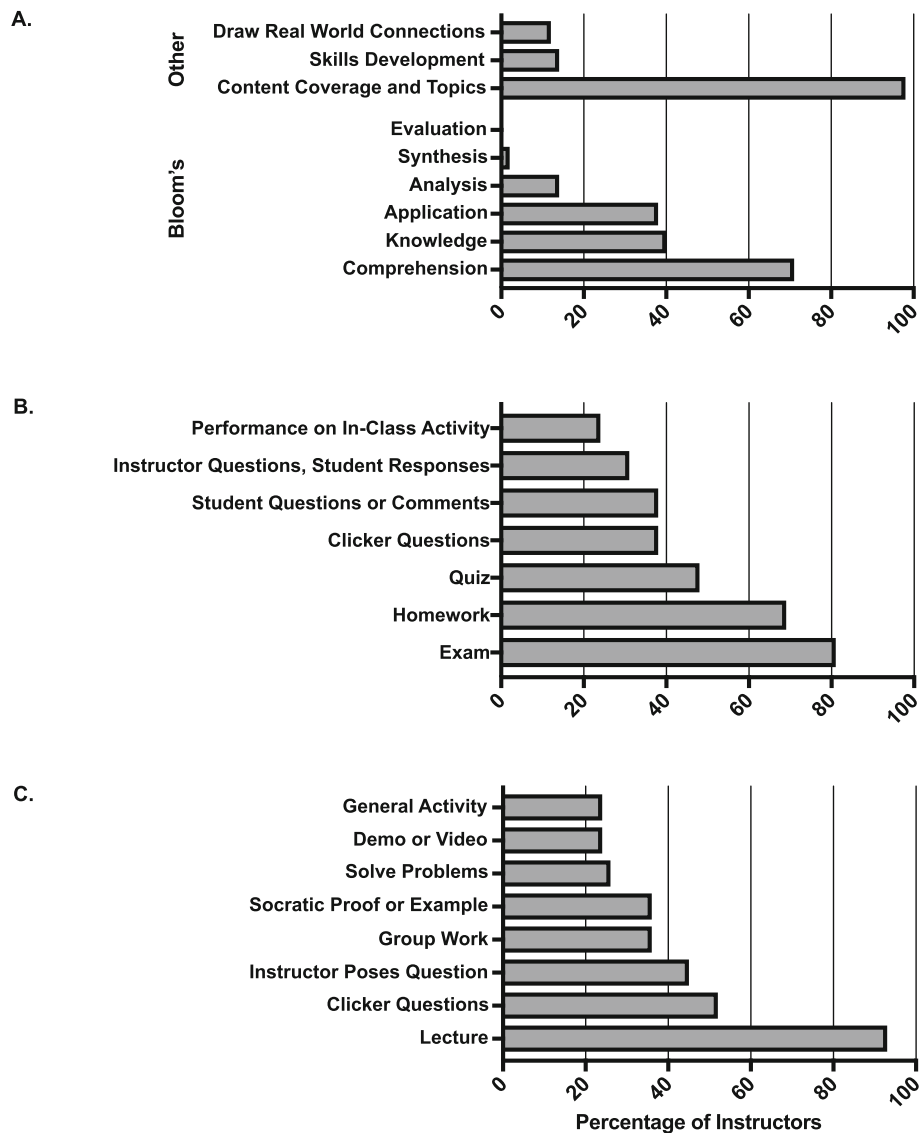 A.
Other
Draw Real World Connections
Skills Development
Content Coverage and Topics
Bloom's
Evaluation
Synthesis
Analysis
Application
Knowledge
Comprehension
0 20 40 60 80 100
B.
Performance on In-Class Activity
Instructor Questions, Student Responses
Student Questions or Comments
Clicker Questions
Quiz
Homework
Exam
0 20 40 60 80 100
C.
General Activity
Demo or Video
Solve Problems
Socratic Proof or Example
Group Work
Instructor Poses Question
Clicker Questions
Lecture
0 20 40 60 80 100
Percentage of Instructors